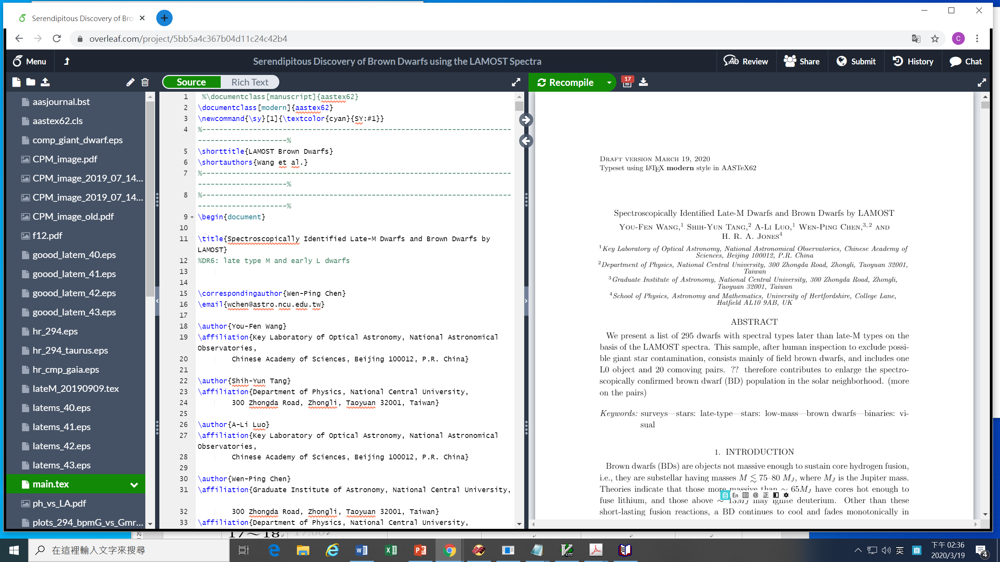 Serendipitous Discovery of Bro
overleaf.com/project/5bb5a4c367b04d11c24c42b4
C
Menu
Serendipitous Discovery of Brown Dwarfs using the LAMOST Spectra
Review
Share
Submit
History
Chat
Source
Rich Text
Recompile
17
aasjournal.bst
aastex62.cls
comp_giant_dwarf.eps
CPM_image.pdf
CPM_image_2019_07_14...
CPM_image_2019_07_14...
CPM_image_old.pdf
f12.pdf
goood_latem_40.eps
goood_latem_41.eps
goood_latem_42.eps
goood_latem_43.eps
hr_294.eps
hr_294_taurus.eps
hr_cmp_gaia.eps
lateM_20190909.tex
latems_40.eps
latems_41.eps
latems_42.eps
latems_43.eps
main.tex
ph_vs_LA.pdf
plots_294_bpmG_vs_Gmr...
1 %\documentclass[manuscript]{aastex62}
2 \documentclass[modern]{aastex62}
3 \newcommand{\sy}[1]{\textcolor{cyan}{SY:#1}}
4 %-------------------------------------------------------------------------
---------------------%
5 \shorttitle{LAMOST Brown Dwarfs}
6 \shortauthors{Wang et al.}
7 %-------------------------------------------------------------------------
---------------------%
8 %-------------------------------------------------------------------------
---------------------%
9 \begin{document}
10
11 \title{Spectroscopically Identified Late-M Dwarfs and Brown Dwarfs by
LAMOST}
12 %DR6: late type M and early L dwarfs
13
14
15 \correspondingauthor{Wen-Ping Chen}
16 \email{wchen@astro.ncu.edu.tw}
17
18 \author{You-Fen Wang}
19 \affiliation{Key Laboratory of Optical Astronomy, National Astronomical
Observatories,
20 Chinese Academy of Sciences, Beijing 100012, P.R. China}
21
22 \author{Shih-Yun Tang}
23 \affiliation{Department of Physics, National Central University,
24 300 Zhongda Road, Zhongli, Taoyuan 32001, Taiwan}
25
26 \author{A-Li Luo}
27 \affiliation{Key Laboratory of Optical Astronomy, National Astronomical
Observatories,
28 Chinese Academy of Sciences, Beijing 100012, P.R. China}
29
30 \author{Wen-Ping Chen}
31 \affiliation{Graduate Institute of Astronomy, National Central University,
32 300 Zhongda Road, Zhongli, Taoyuan 32001, Taiwan}
33 \affiliation{Department of Physics, National Central University,
Draft version March 19, 2020
Typeset using LATEX modern style in AASTeX62
Spectroscopically Identified Late-M Dwarfs and Brown Dwarfs by LAMOST
You-Fen Wang,1 Shih-Yun Tang,2 A-Li Luo,1 Wen-Ping Chen,3, 2 and
H. R. A. Jones4
1Key Laboratory of Optical Astronomy, National Astronomical Observatories, Chinese Academy of
Sciences, Beijing 100012, P.R. China
2Department of Physics, National Central University, 300 Zhongda Road, Zhongli, Taoyuan 32001,
Taiwan
3Graduate Institute of Astronomy, National Central University, 300 Zhongda Road, Zhongli,
Taoyuan 32001, Taiwan
4School of Physics, Astronomy and Mathematics, University of Hertfordshire, College Lane,
Hatfield AL10 9AB, UK
ABSTRACT
We present a list of 295 dwarfs with spectral types later than late-M types on the
basis of the LAMOST spectra. This sample, after human inspection to exclude possi-
ble giant star contamination, consists mainly of field brown dwarfs, and includes one
L0 object and 20 comoving pairs. ?? therefore contributes to enlarge the spectro-
scopically confirmed brown dwarf (BD) population in the solar neighborhood. (more
on the pairs)
Keywords: surveys—stars: late-type—stars: low-mass—brown dwarfs—binaries: vi-
sual
1. INTRODUCTION
Brown dwarfs (BDs) are objects not massive enough to sustain core hydrogen fusion,
i.e., they are substellar having masses M ≲ 75–80 MJ, where MJ is the Jupiter mass.
Theories indicate that those more massive than ∼ 65MJ have cores hot enough to
fuse lithium, and those above ∼ 13MJ may ignite deuterium. Other than these
short-lasting fusion reactions, a BD continues to cool and fades monotonically in
En @ 正
17～18 17:00
在這裡輸入文字來搜尋
英
下午 02:36
2020/3/19
4